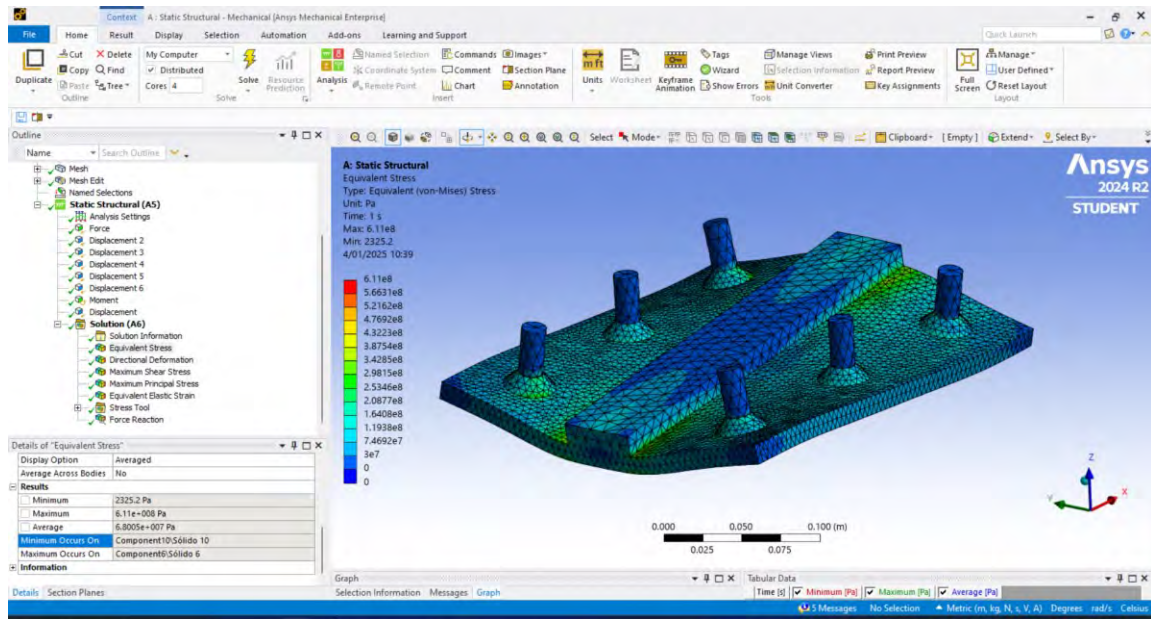 Context A : Static Structural - Mechanical [Ansys Mechanical Enterprise]
File Home Result Display Selection Automation Add-ons Learning and Support Quick Launch
Duplicate
Cut
Copy
Paste
Delete
Find
Tree
Outline
My Computer
Distributed
Cores 4
Solve
Resource Prediction
Solve
Analysis
Named Selection
Coordinate System
Remote Point
Commands
Comment
Chart
Images
Section Plane
Annotation
Insert
Units
Worksheet
Keyframe Animation
Tags
Wizard
Show Errors
Manage Views
Selection Information
Unit Converter
Print Preview
Report Preview
Key Assignments
Tools
Full Screen
Manage
User Defined
Reset Layout
Layout
Outline
Name Search Outline
Mesh
Mesh Edit
Named Selections
Static Structural (A5)
Analysis Settings
Force
Displacement 2
Displacement 3
Displacement 4
Displacement 5
Displacement 6
Moment
Displacement
Solution (A6)
Solution Information
Equivalent Stress
Directional Deformation
Maximum Shear Stress
Maximum Principal Stress
Equivalent Elastic Strain
Stress Tool
Force Reaction
Details of "Equivalent Stress"
Display Option Averaged
Average Across Bodies No
Results
Minimum 2325.2 Pa
Maximum 6.11e+008 Pa
Average 6.8005e+007 Pa
Minimum Occurs On Component10\Sólido 10
Maximum Occurs On Component6\Sólido 6
Information
Details Section Planes
Select Mode Clipboard [Empty] Extend Select By
A: Static Structural
Equivalent Stress
Type: Equivalent (von-Mises) Stress
Unit: Pa
Time: 1 s
Max: 6.11e8
Min: 2325.2
4/01/2025 10:39
6.11e8
5.6631e8
5.2162e8
4.7692e8
4.3223e8
3.8754e8
3.4285e8
2.9815e8
2.5346e8
2.0877e8
1.6408e8
1.1938e8
7.4692e7
3e7
0
0
Ansys
2024 R2
STUDENT
Z
Y
X
0.000 0.050 0.100 (m)
0.025 0.075
Graph
Tabular Data
Selection Information Messages Graph
Time [s] Minimum [Pa] Maximum [Pa] Average [Pa]
5 Messages No Selection Metric (m, kg, N, s, V, A) Degrees rad/s Celsius